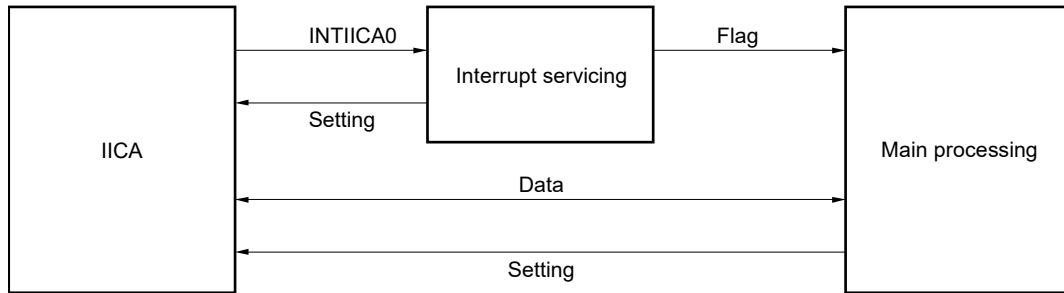 INTIICA0
Flag
Interrupt servicing
Setting
IICA
Main processing
Data
Setting